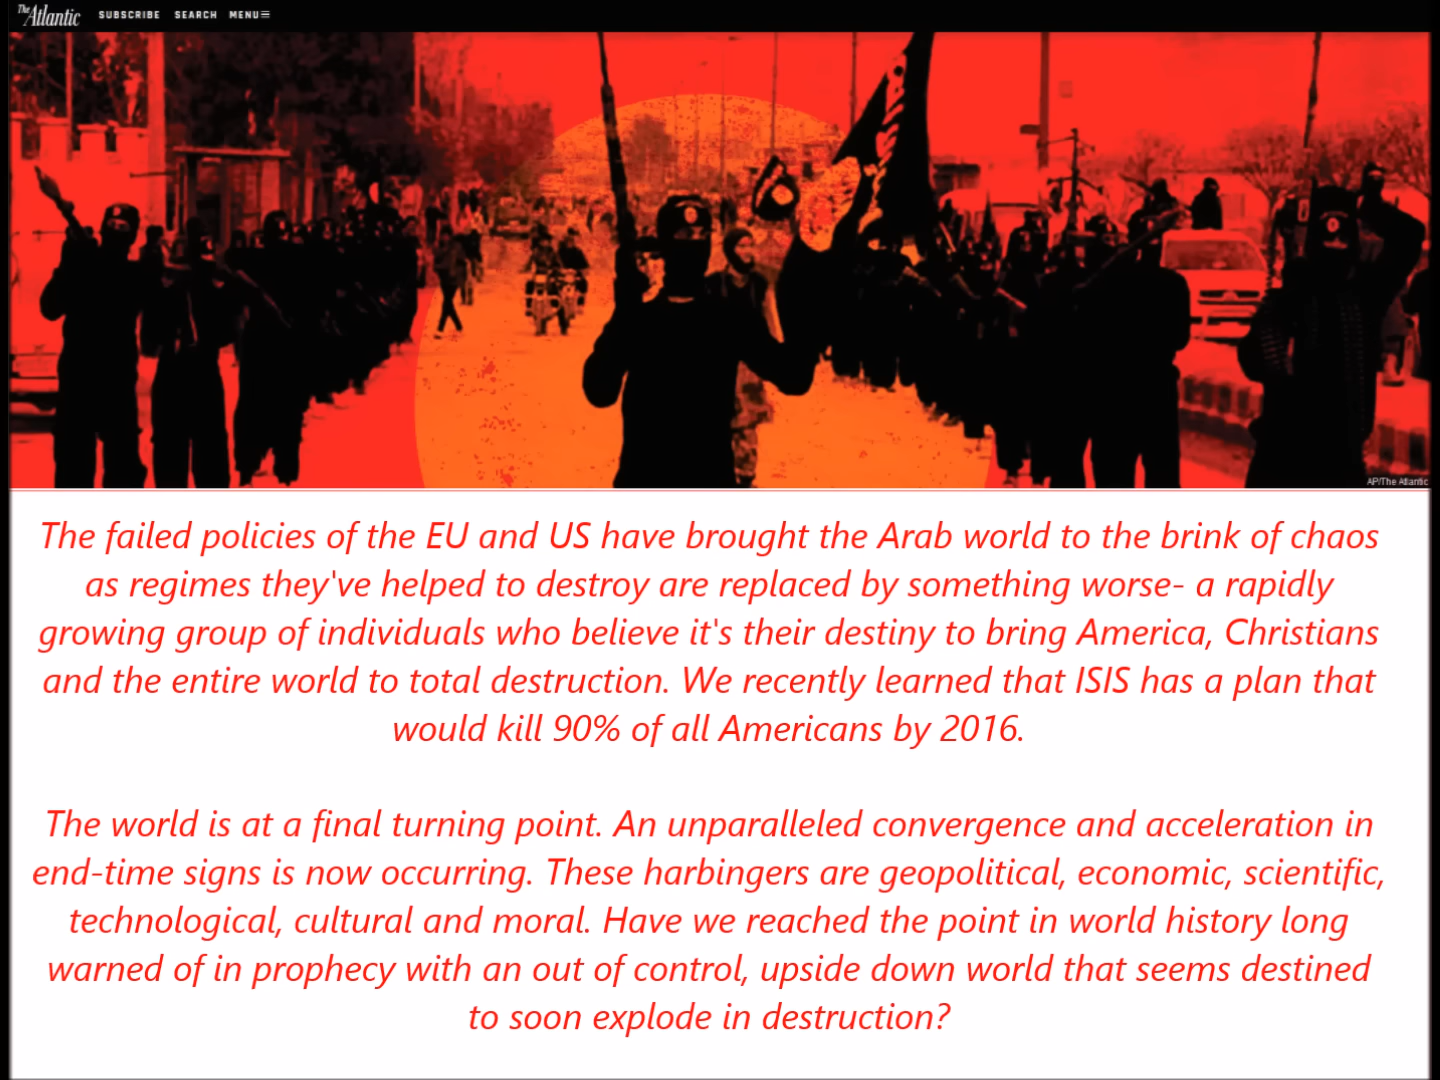 The Atlantic SUBSCRIBE SEARCH MENU
AP/The Atlantic
The failed policies of the EU and US have brought the Arab world to the brink of chaos
as regimes they've helped to destroy are replaced by something worse- a rapidly
growing group of individuals who believe it's their destiny to bring America, Christians
and the entire world to total destruction. We recently learned that ISIS has a plan that
would kill 90% of all Americans by 2016.
The world is at a final turning point. An unparalleled convergence and acceleration in
end-time signs is now occurring. These harbingers are geopolitical, economic, scientific,
technological, cultural and moral. Have we reached the point in world history long
warned of in prophecy with an out of control, upside down world that seems destined
to soon explode in destruction?